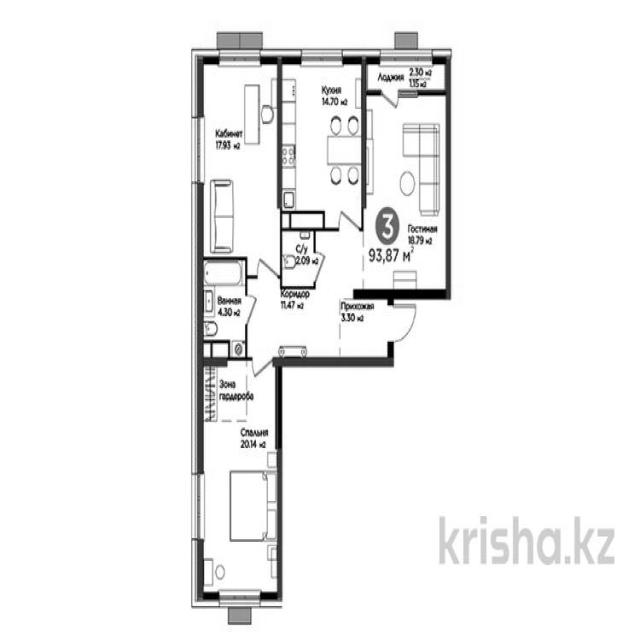 Лоджия 2.30 м2
1.15 м2
Кухня
14.70 м2
Кабинет
17.93 м2
3
93,87 м2
Гостиная
18.79 м2
С/у
2.09 м2
Ванная
4.30 м2
Коридор
11.47 м2
Прихожая
3.30 м2
Зона
гардероба
Спальня
20.14 м2
krisha.kz